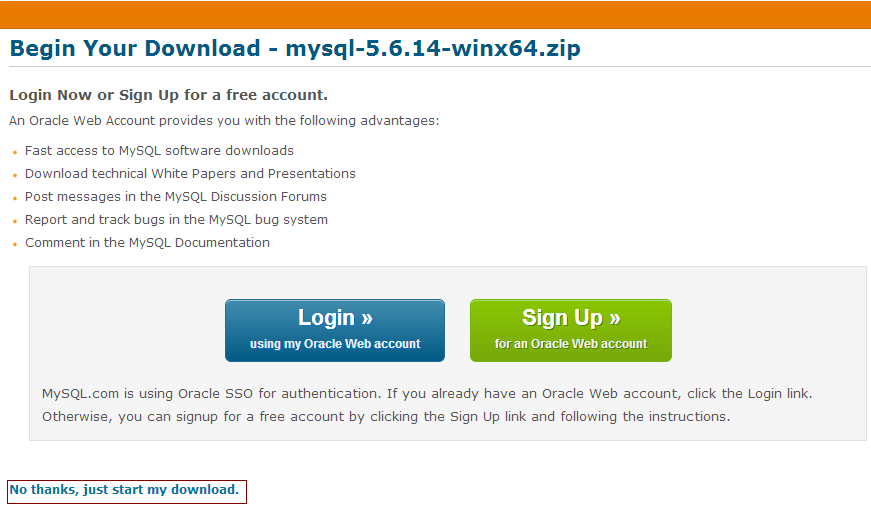 Begin Your Download - mysql-5.6.14-winx64.zip
Login Now or Sign Up for a free account.
An Oracle Web Account provides you with the following advantages:
Fast access to MySQL software downloads
Download technical White Papers and Presentations
Post messages in the MySQL Discussion Forums
Report and track bugs in the MySQL bug system
Comment in the MySQL Documentation
Login »
using my Oracle Web account
Sign Up »
for an Oracle Web account
MySQL.com is using Oracle SSO for authentication. If you already have an Oracle Web account, click the Login link.
Otherwise, you can signup for a free account by clicking the Sign Up link and following the instructions.
No thanks, just start my download.